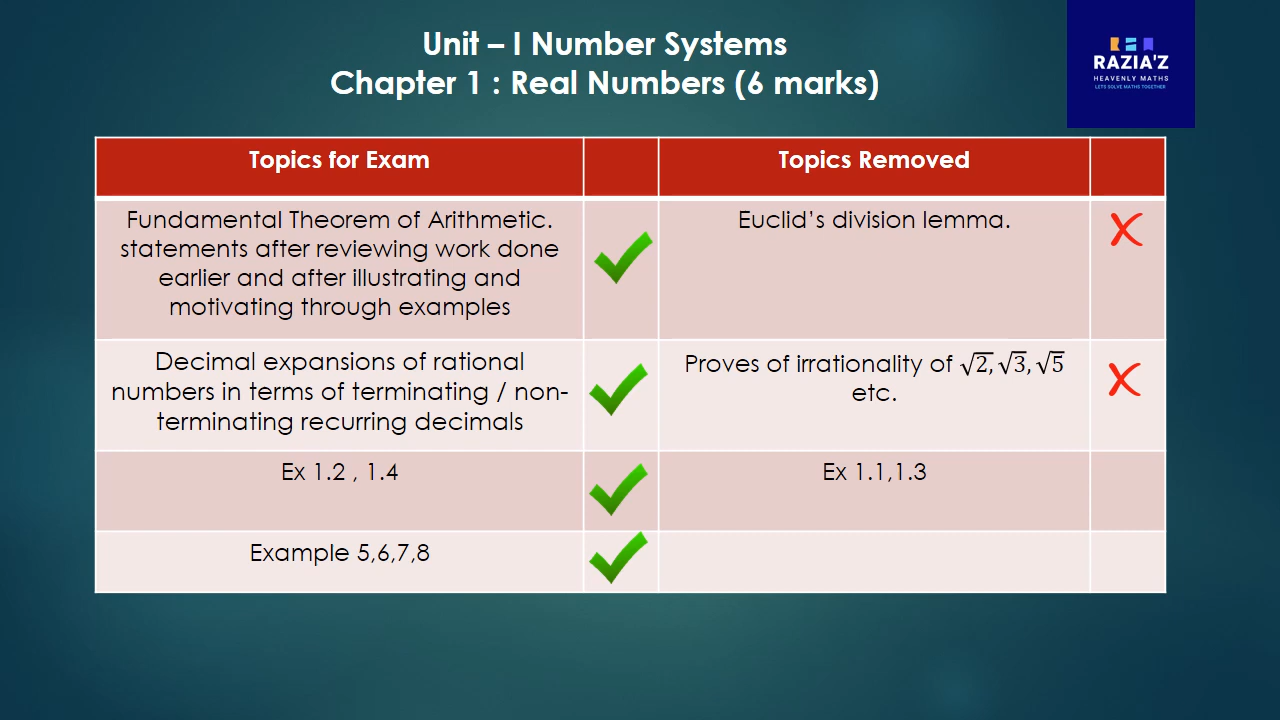 Unit – I Number Systems
Chapter 1 : Real Numbers (6 marks)
RAZIA'Z
HEAVENLY MATHS
LETS SOLVE MATHS TOGETHER
Topics for Exam
Topics Removed
Fundamental Theorem of Arithmetic.
statements after reviewing work done
earlier and after illustrating and
motivating through examples
Euclid’s division lemma.
Decimal expansions of rational
numbers in terms of terminating / non-
terminating recurring decimals
Proves of irrationality of √2, √3, √5
etc.
Ex 1.2 , 1.4
Ex 1.1,1.3
Example 5,6,7,8